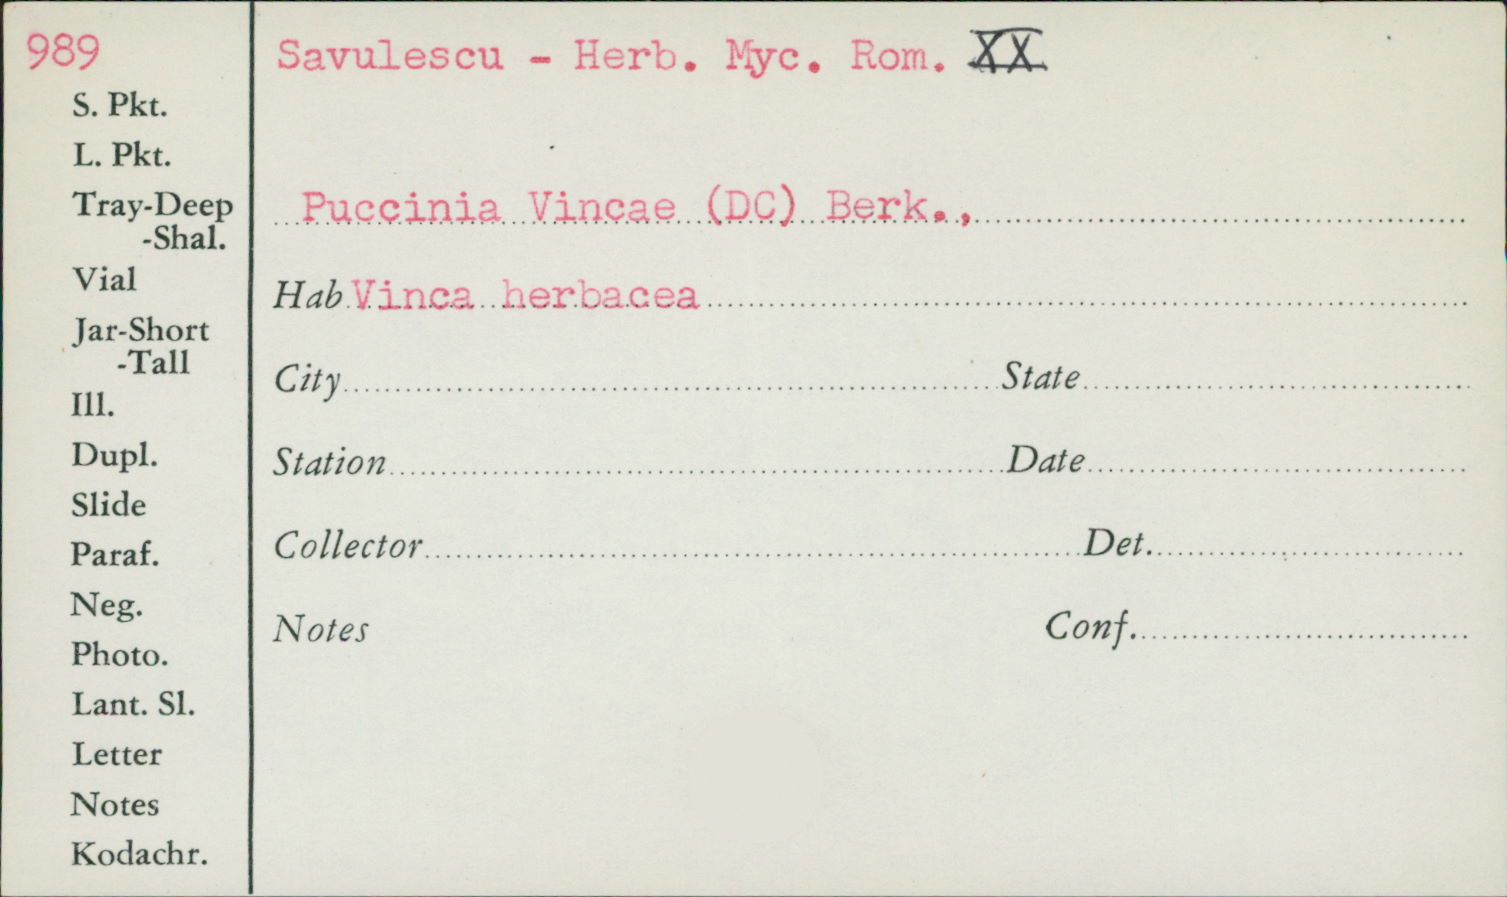 989
Savulescu - Herb. Myc. Rom. XX
S. Pkt.
L. Pkt.
Tray-Deep
-Shal.
Vial
Jar-Short
-Tall
Ill.
Dupl.
Slide
Paraf.
Neg.
Photo.
Lant. Sl.
Letter
Notes
Kodachr.
Puccinia Vincae (DC) Berk.,
Hab Vinca herbacea
City State
Station Date
Collector Det.
Notes Conf.